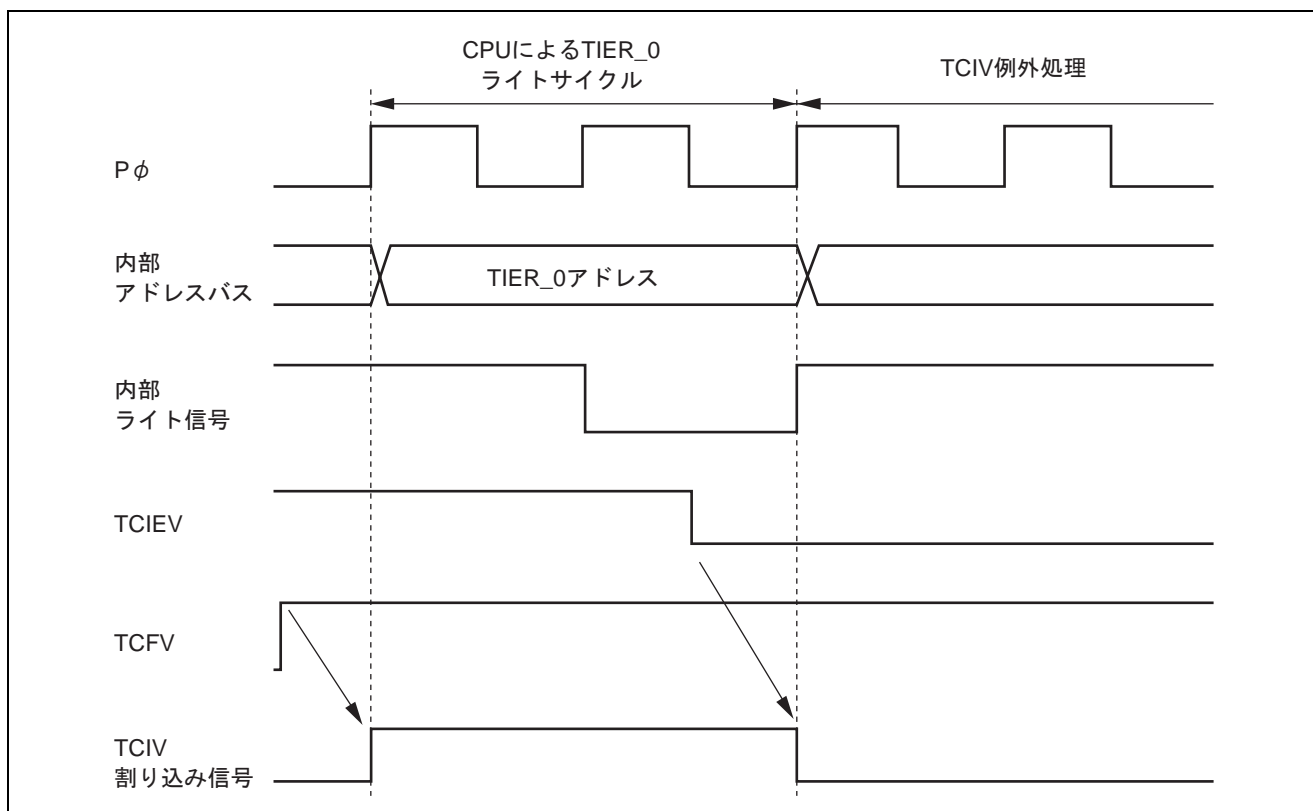 CPUによるTIER_0
ライトサイクル
TCIV例外処理
Pφ
内部
アドレスバス
TIER_0アドレス
内部
ライト信号
TCIEV
TCFV
TCIV
割り込み信号